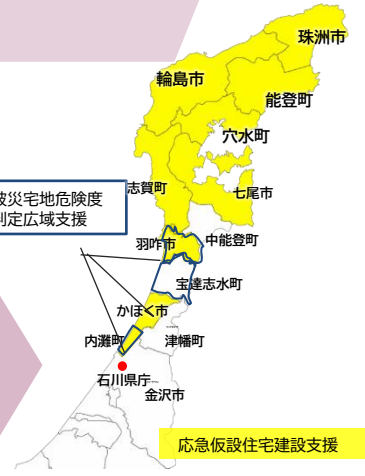 珠洲市
輪島市
能登町
穴水町
志賀町
七尾市
被災宅地危険度
判定広域支援
羽咋市
中能登町
宝達志水町
かほく市
内灘町
津幡町
石川県庁
金沢市
応急仮設住宅建設支援